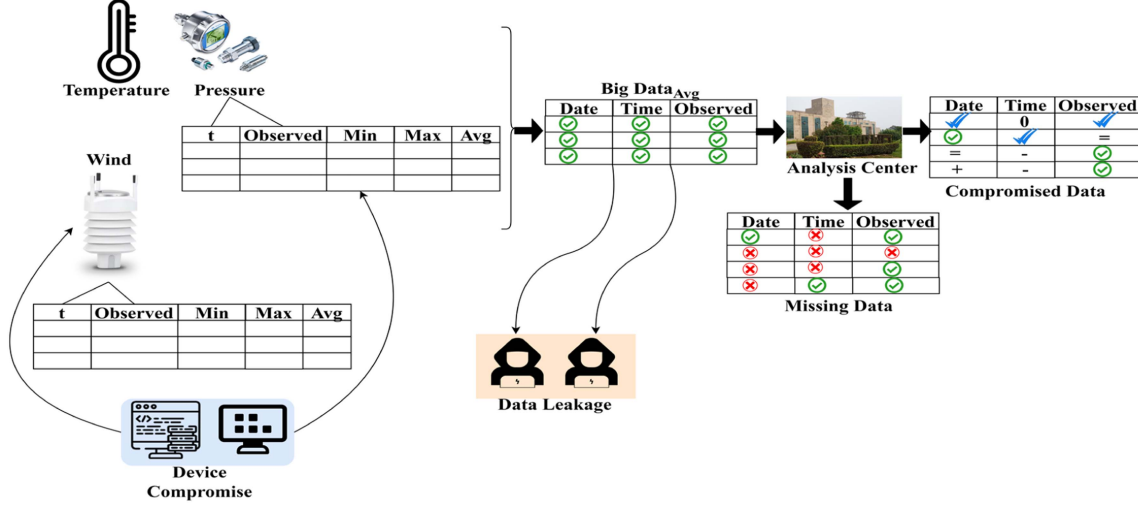 Temperature
Pressure
t Observed Min Max Avg
Wind
t Observed Min Max Avg
Device
Compromise
Big DataAvg
Date Time Observed
Data Leakage
Analysis Center
Date Time Observed
0
=
= -
+ -
Compromised Data
Date Time Observed
Missing Data